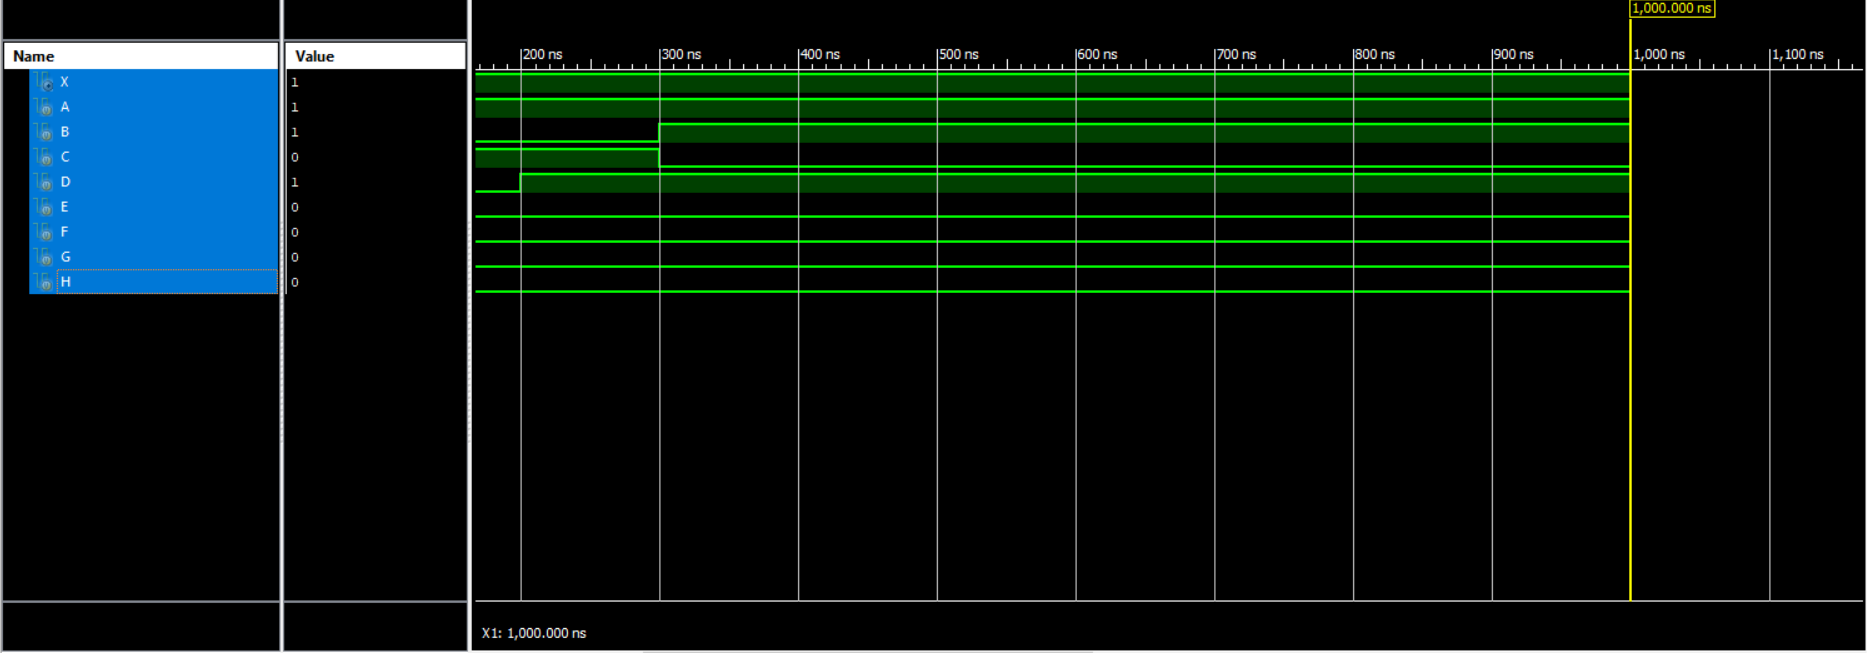 1,000.000 ns
Name Value
200 ns 300 ns 400 ns 500 ns 600 ns 700 ns 800 ns 900 ns 1,000 ns 1,100 ns
X 1
A 1
B 1
C 0
D 1
E 0
F 0
G 0
H 0
X1: 1,000.000 ns